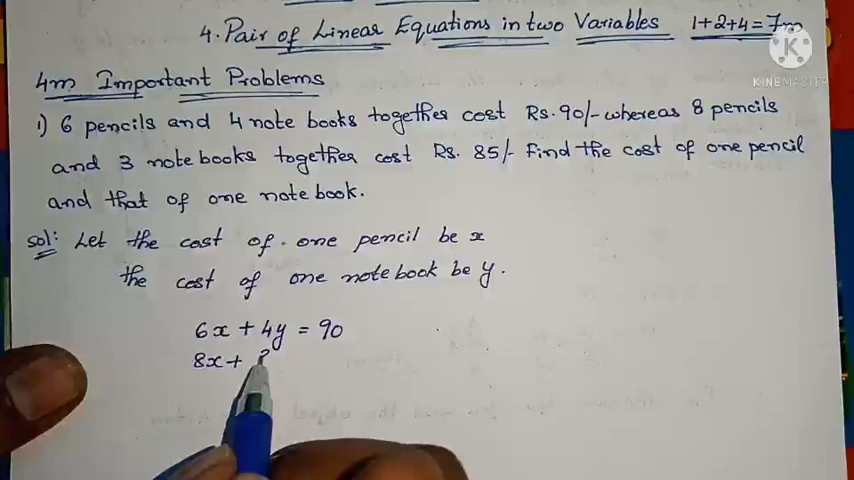 4. Pair of Linear Equations in two Variables 1+2+4=7m
KINEMASTER
4m Important Problems
1) 6 pencils and 4 note books together cost Rs. 90/- whereas 8 pencils
and 3 note books together cost Rs. 85/- Find the cost of one pencil
and that of one note book.
Sol: Let the cost of one pencil be x
the cost of one note book be y.
6x + 4y = 90
8x +